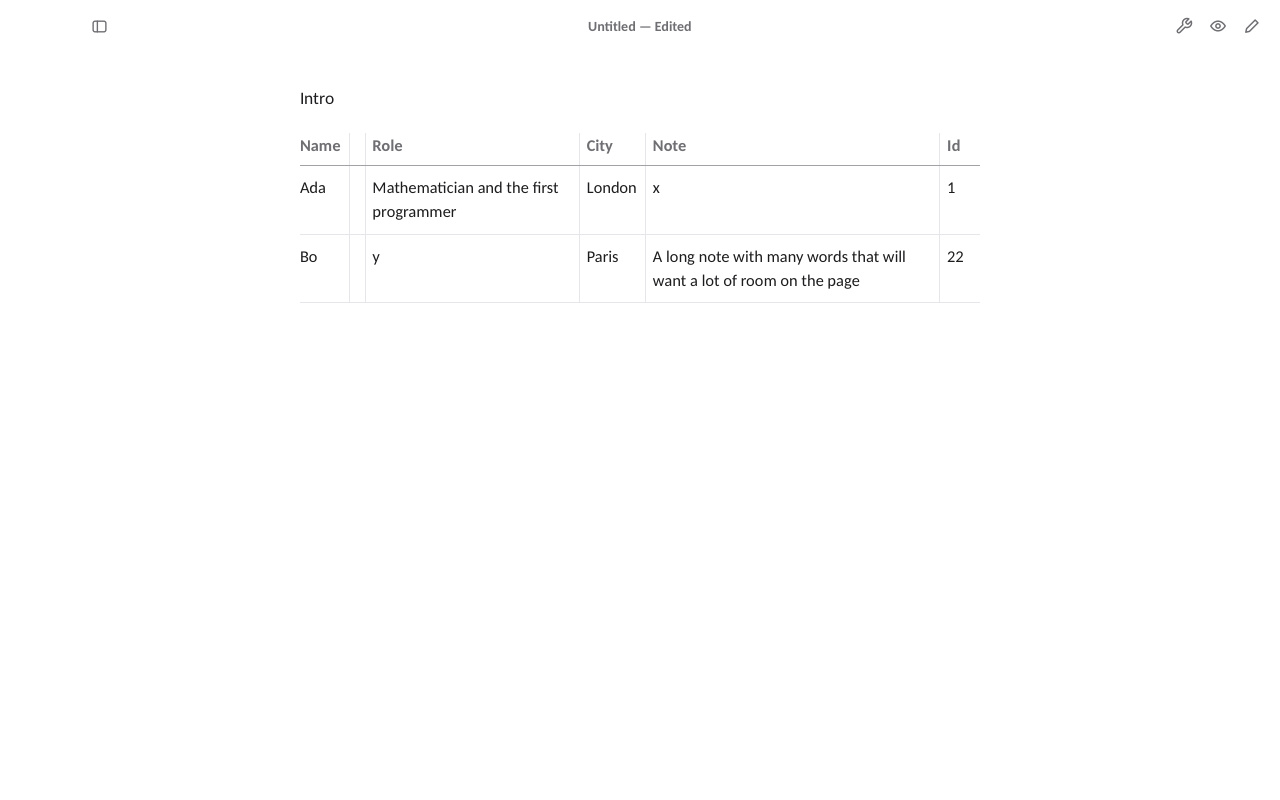 Untitled — Edited
Intro
Name Role City Note Id
Ada Mathematician and the first London x 1
programmer
Bo y Paris A long note with many words that will 22
want a lot of room on the page